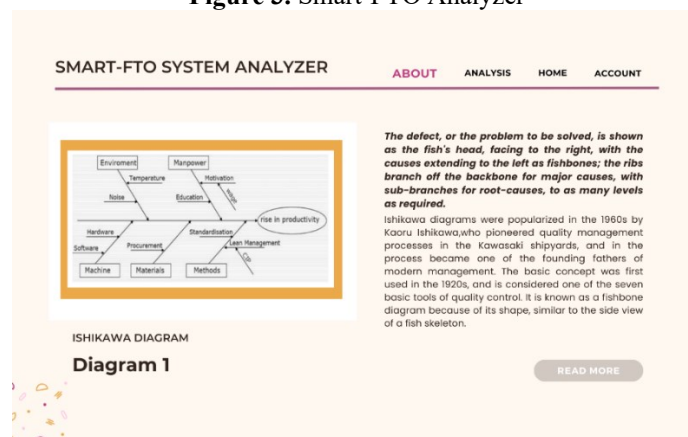 Figure 3: Smart-FTO Analyzer
SMART-FTO SYSTEM ANALYZER
ABOUT ANALYSIS HOME ACCOUNT
Enviroment Manpower
Temperature Motivation
Noise Education wage
rise in productivity
Hardware Standardisation
Software Procurement Lean Management
Machine Materials Methods
ISHIKAWA DIAGRAM
Diagram 1
The defect, or the problem to be solved, is shown
as the fish's head, facing to the right, with the
causes extending to the left as fishbones; the ribs
branch off the backbone for major causes, with
sub-branches for root-causes, to as many levels
as required.
Ishikawa diagrams were popularized in the 1960s by
Kaoru Ishikawa,who pioneered quality management
processes in the Kawasaki shipyards, and in the
process became one of the founding fathers of
modern management. The basic concept was first
used in the 1920s, and is considered one of the seven
basic tools of quality control. It is known as a fishbone
diagram because of its shape, similar to the side view
of a fish skeleton.
READ MORE